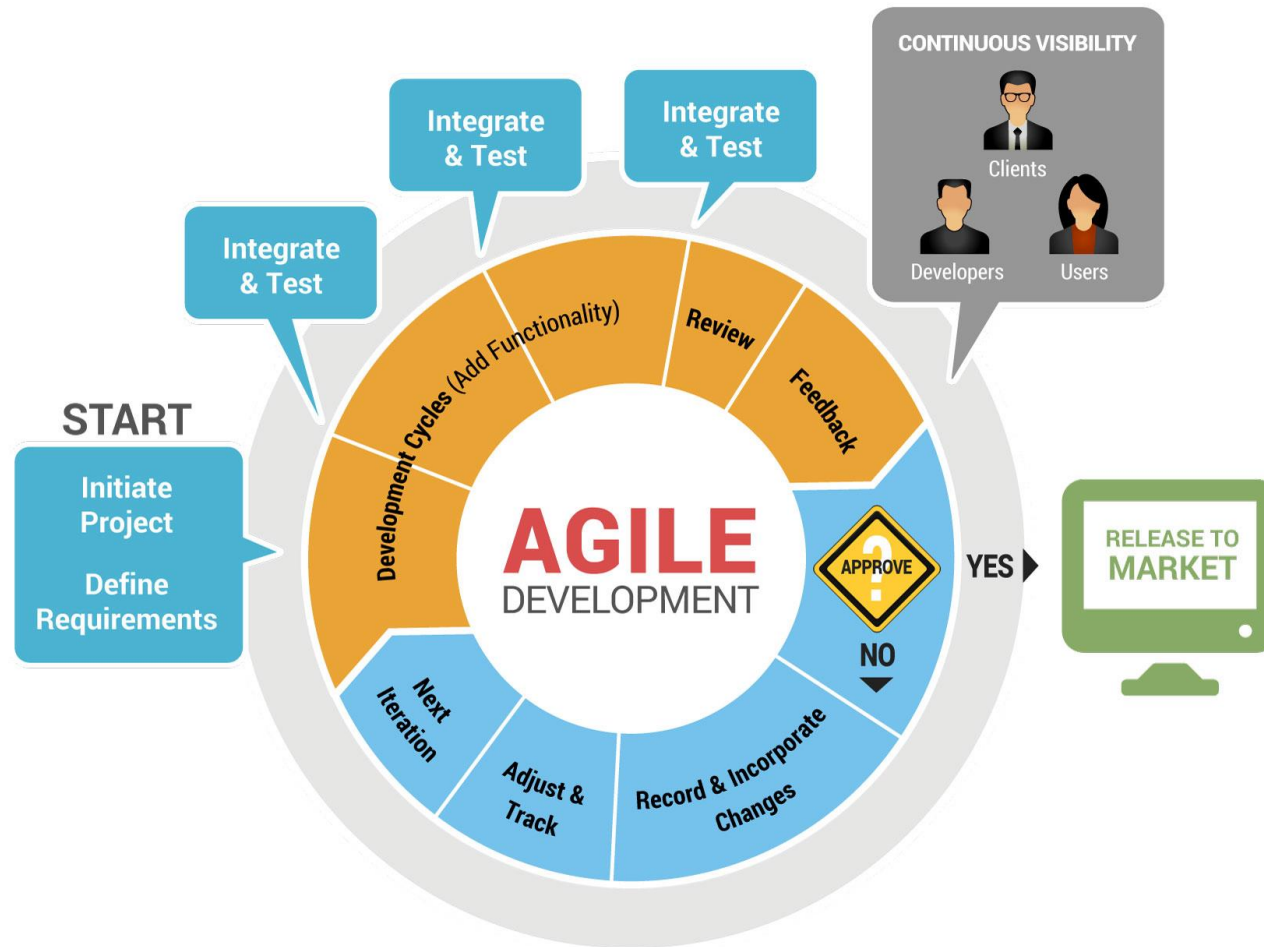 START
Initiate
Project
Define
Requirements
Integrate
& Test
Integrate
& Test
Integrate
& Test
CONTINUOUS VISIBILITY
Clients
Developers
Users
Development Cycles (Add Functionality)
Review
Feedback
?
APPROVE
YES
NO
RELEASE TO
MARKET
Record & Incorporate
Changes
Adjust &
Track
Next
Iteration
AGILE
DEVELOPMENT